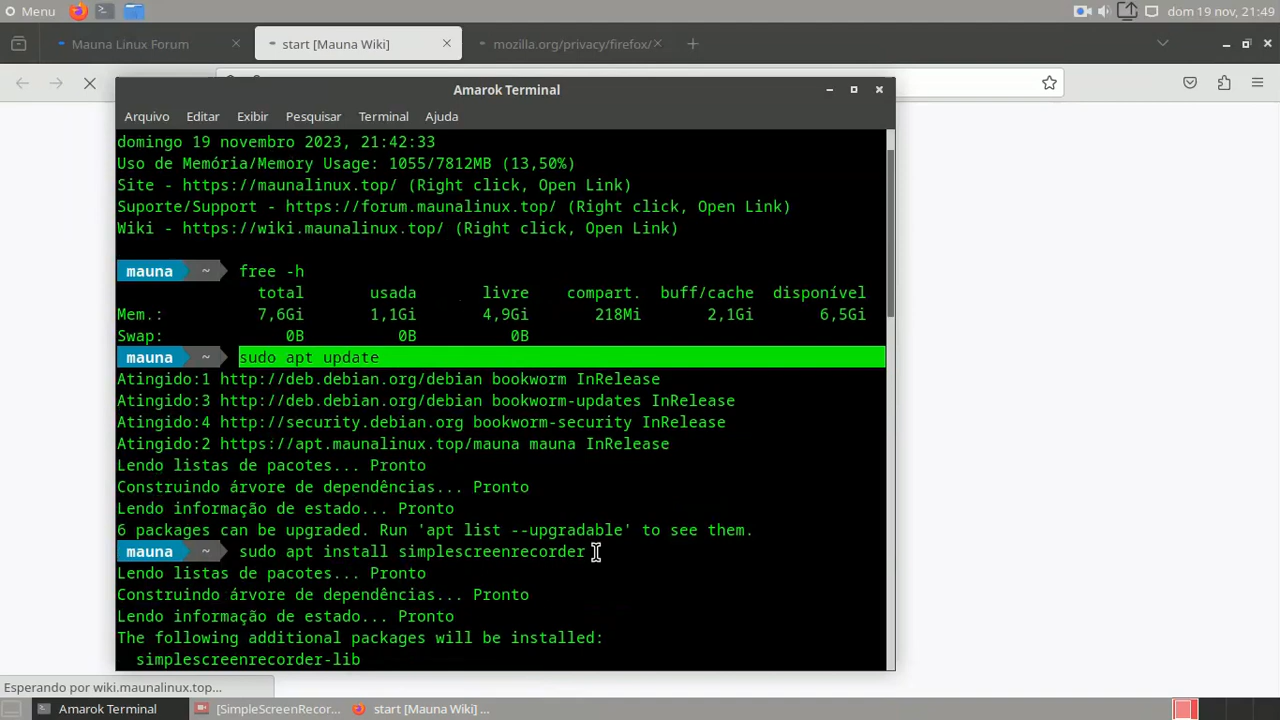 Menu
dom 19 nov, 21:49
Mauna Linux Forum
start [Mauna Wiki]
mozilla.org/privacy/firefox/
Amarok Terminal
Arquivo Editar Exibir Pesquisar Terminal Ajuda
domingo 19 novembro 2023, 21:42:33
Uso de Memória/Memory Usage: 1055/7812MB (13,50%)
Site - https://maunalinux.top/ (Right click, Open Link)
Suporte/Support - https://forum.maunalinux.top/ (Right click, Open Link)
Wiki - https://wiki.maunalinux.top/ (Right click, Open Link)
mauna ~ free -h
total usada livre compart. buff/cache disponível
Mem.: 7,6Gi 1,1Gi 4,9Gi 218Mi 2,1Gi 6,5Gi
Swap: 0B 0B 0B
mauna ~ sudo apt update
Atingido:1 http://deb.debian.org/debian bookworm InRelease
Atingido:3 http://deb.debian.org/debian bookworm-updates InRelease
Atingido:4 http://security.debian.org bookworm-security InRelease
Atingido:2 https://apt.maunalinux.top/mauna mauna InRelease
Lendo listas de pacotes... Pronto
Construindo árvore de dependências... Pronto
Lendo informação de estado... Pronto
6 packages can be upgraded. Run 'apt list --upgradable' to see them.
mauna ~ sudo apt install simplescreenrecorder
Lendo listas de pacotes... Pronto
Construindo árvore de dependências... Pronto
Lendo informação de estado... Pronto
The following additional packages will be installed:
simplescreenrecorder-lib
Esperando por wiki.maunalinux.top...
Amarok Terminal
[SimpleScreenRecor...
start [Mauna Wiki] ...